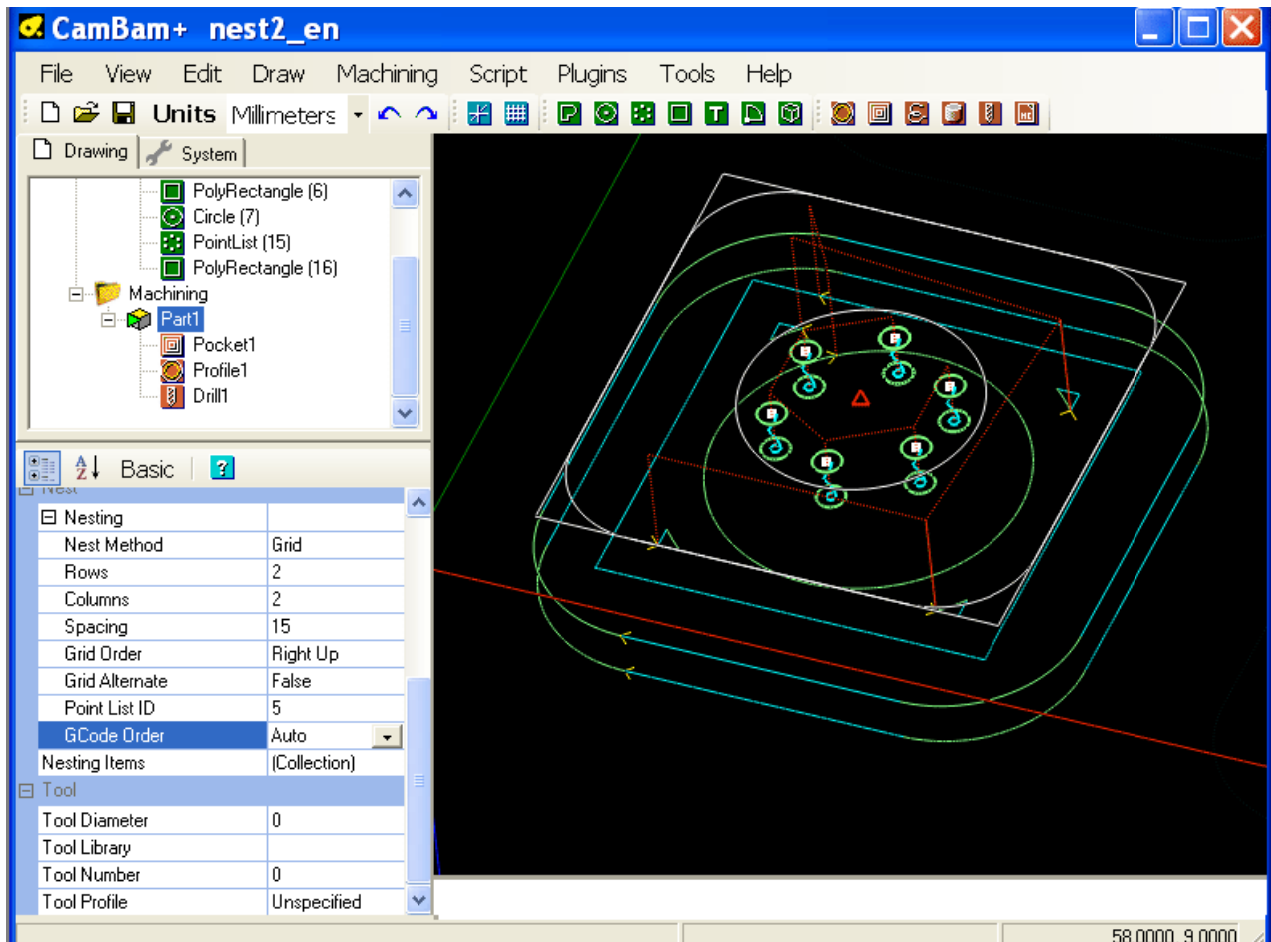 CamBam+ nest2_en
File View Edit Draw Machining Script Plugins Tools Help
Units Millimeters
Drawing System
PolyRectangle (6)
Circle (7)
PointList (15)
PolyRectangle (16)
Machining
Part1
Pocket1
Profile1
Drill1
Basic
Nest
Nesting
Nest Method Grid
Rows 2
Columns 2
Spacing 15
Grid Order Right Up
Grid Alternate False
Point List ID 5
GCode Order Auto
Nesting Items (Collection)
Tool
Tool Diameter 0
Tool Library
Tool Number 0
Tool Profile Unspecified
58.0000, 9.0000